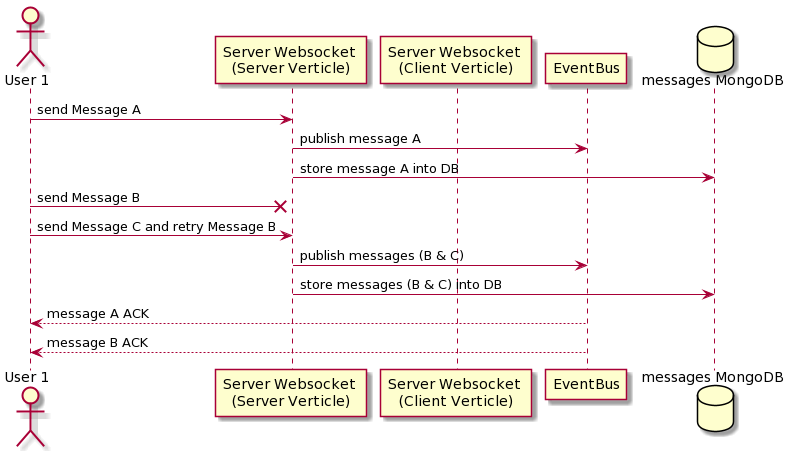 User 1
Server Websocket
(Server Verticle)
Server Websocket
(Client Verticle)
EventBus
messages MongoDB
send Message A
publish message A
store message A into DB
send Message B
send Message C and retry Message B
publish messages (B & C)
store messages (B & C) into DB
message A ACK
message B ACK
User 1
Server Websocket
(Server Verticle)
Server Websocket
(Client Verticle)
EventBus
messages MongoDB